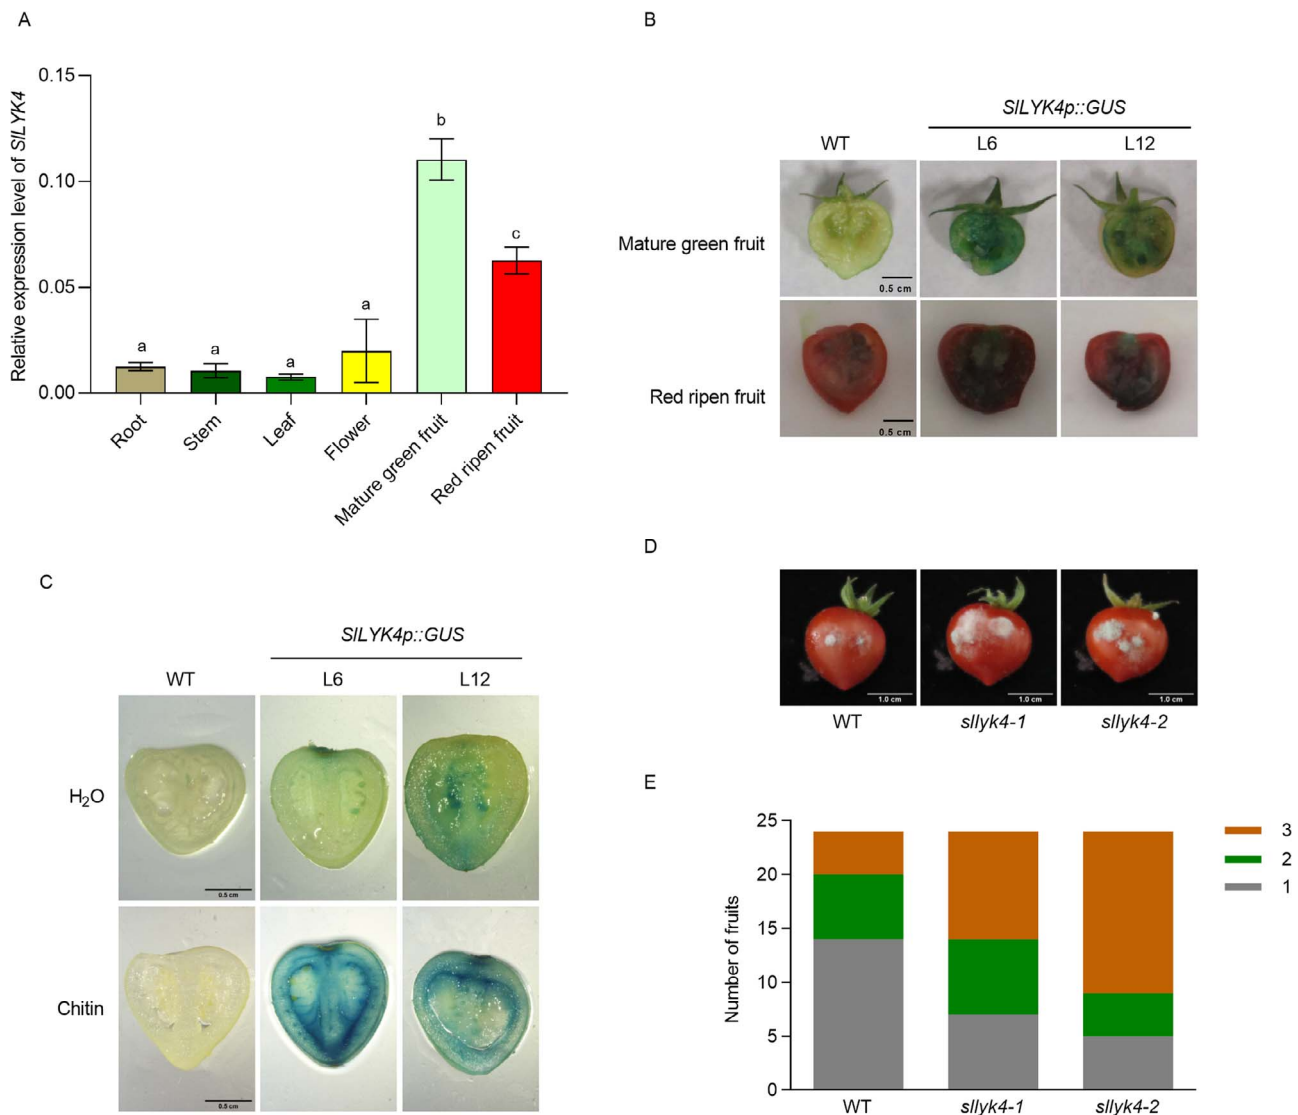 A
Relative expression level of SlLYK4
0.15
0.10
0.05
0.00
a
a
a
a
b
c
Root
Stem
Leaf
Flower
Mature green fruit
Red ripen fruit
B
SlLYK4p::GUS
WT
L6
L12
Mature green fruit
0.5 cm
Red ripen fruit
0.5 cm
C
SlLYK4p::GUS
WT
L6
L12
H₂O
0.5 cm
Chitin
0.5 cm
D
1.0 cm
1.0 cm
1.0 cm
WT
sllyk4-1
sllyk4-2
E
Number of fruits
25
20
15
10
5
0
WT
sllyk4-1
sllyk4-2
3
2
1